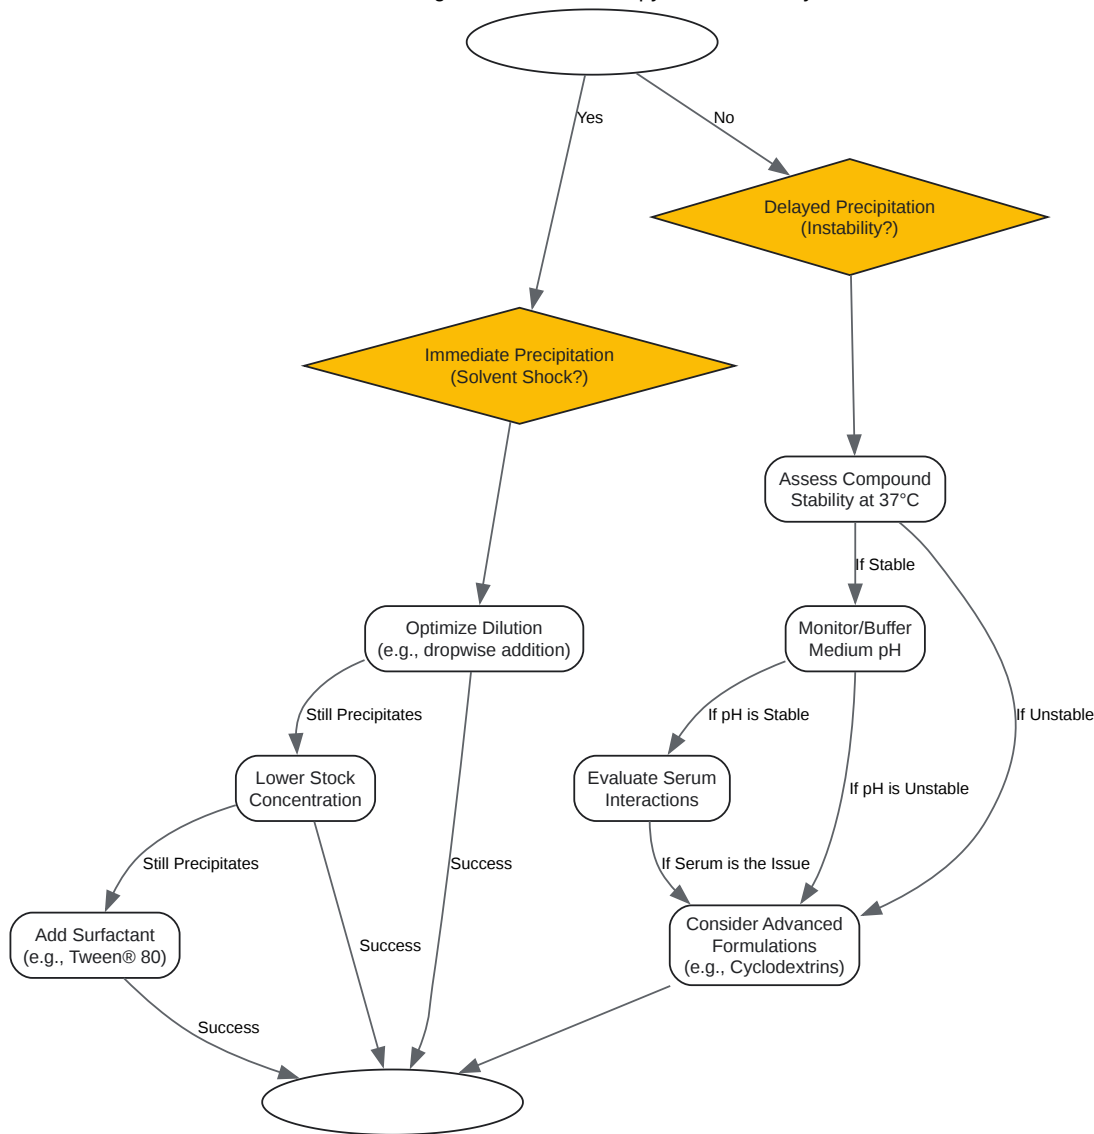 Yes
No
Delayed Precipitation
(Instability?)
Immediate Precipitation
(Solvent Shock?)
Assess Compound
Stability at 37°C
If Stable
Optimize Dilution
(e.g., dropwise addition)
Monitor/Buffer
Medium pH
Still Precipitates
If pH is Stable
If Unstable
Lower Stock
Concentration
Evaluate Serum
Interactions
If pH is Unstable
Still Precipitates
Success
If Serum is the Issue
Add Surfactant
(e.g., Tween® 80)
Success
Consider Advanced
Formulations
(e.g., Cyclodextrins)
Success